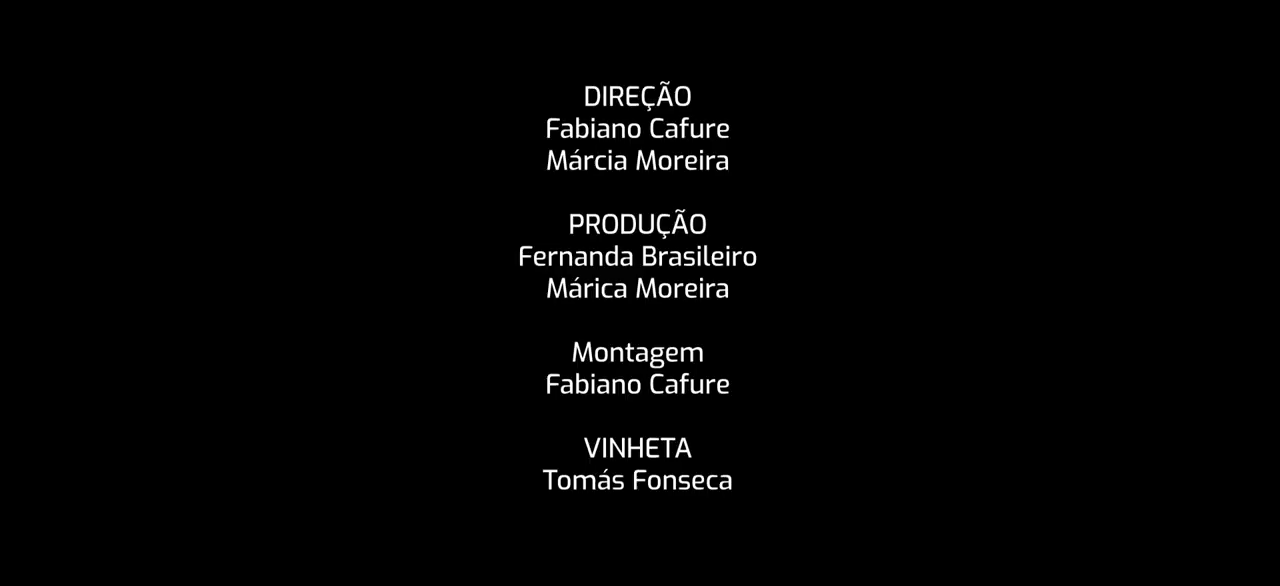 DIREÇÃO
Fabiano Cafure
Márcia Moreira
PRODUÇÃO
Fernanda Brasileiro
Márica Moreira
Montagem
Fabiano Cafure
VINHETA
Tomás Fonseca